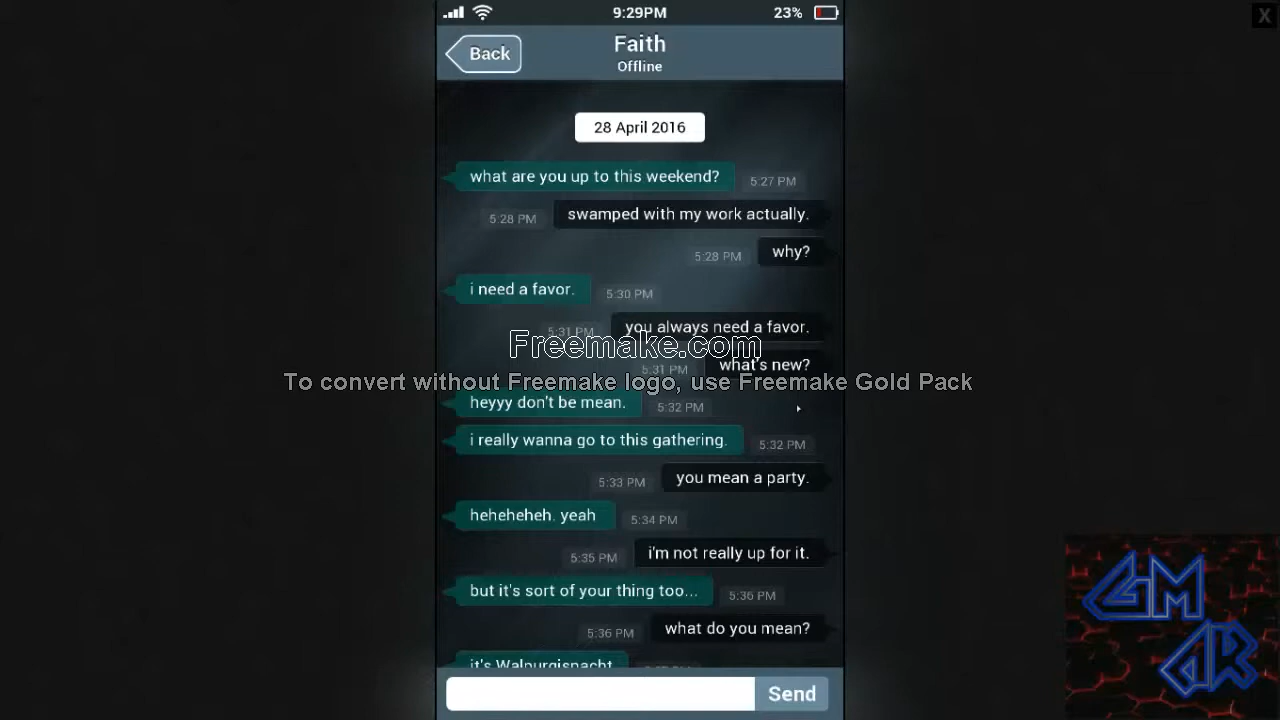 9:29PM
23%
X
Back
Faith
Offline
28 April 2016
what are you up to this weekend?
5:27 PM
5:28 PM
swamped with my work actually.
5:28 PM
why?
i need a favor.
5:30 PM
5:31 PM
you always need a favor.
Freemake.com
5:31 PM
what's new?
To convert without Freemake logo, use Freemake Gold Pack
heyyy don't be mean.
5:32 PM
i really wanna go to this gathering.
5:32 PM
5:33 PM
you mean a party.
heheheheh. yeah
5:34 PM
5:35 PM
i'm not really up for it.
but it's sort of your thing too...
5:36 PM
5:36 PM
what do you mean?
it's Walpurgisnacht
Send